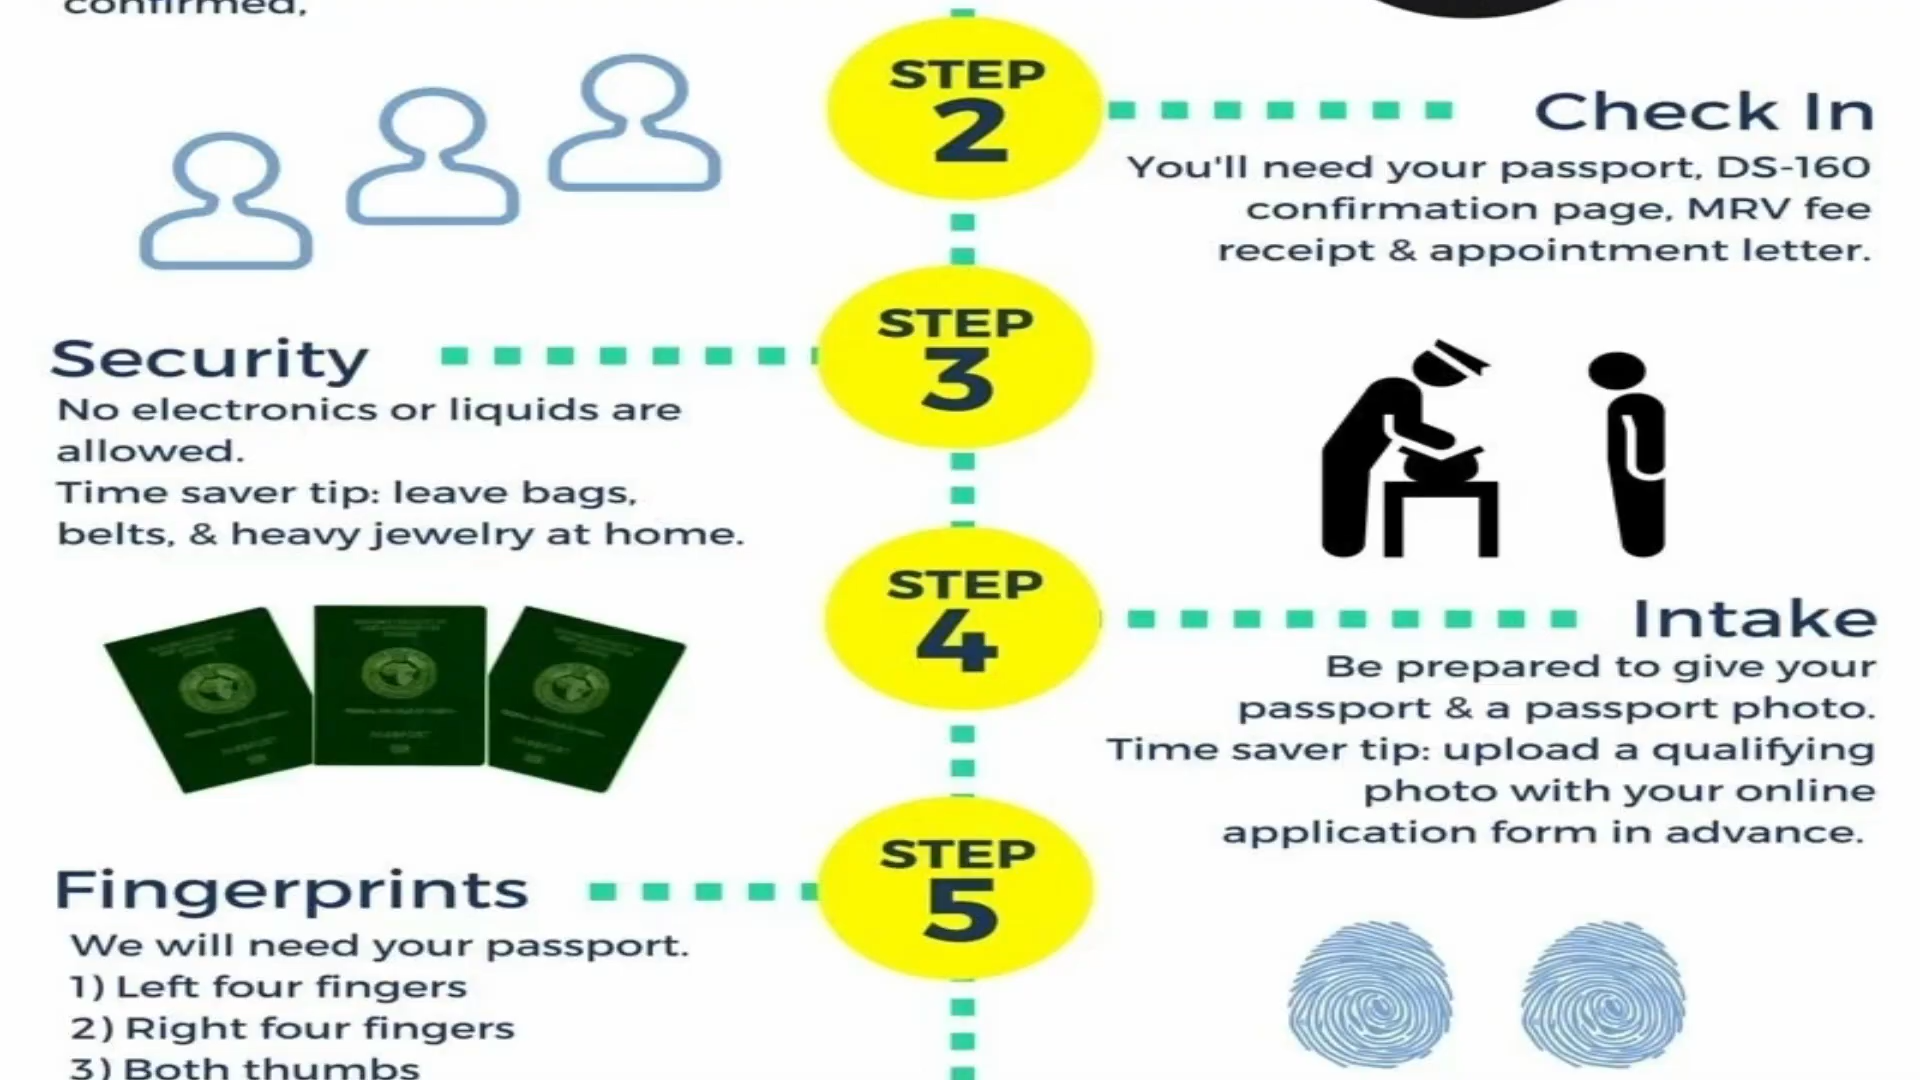 confirmed,
STEP
2
Check In
You'll need your passport, DS-160
confirmation page, MRV fee
receipt & appointment letter.
STEP
3
Security
No electronics or liquids are
allowed.
Time saver tip: leave bags,
belts, & heavy jewelry at home.
STEP
4
Intake
Be prepared to give your
passport & a passport photo.
Time saver tip: upload a qualifying
photo with your online
application form in advance.
STEP
5
Fingerprints
We will need your passport.
1) Left four fingers
2) Right four fingers
3) Both thumbs